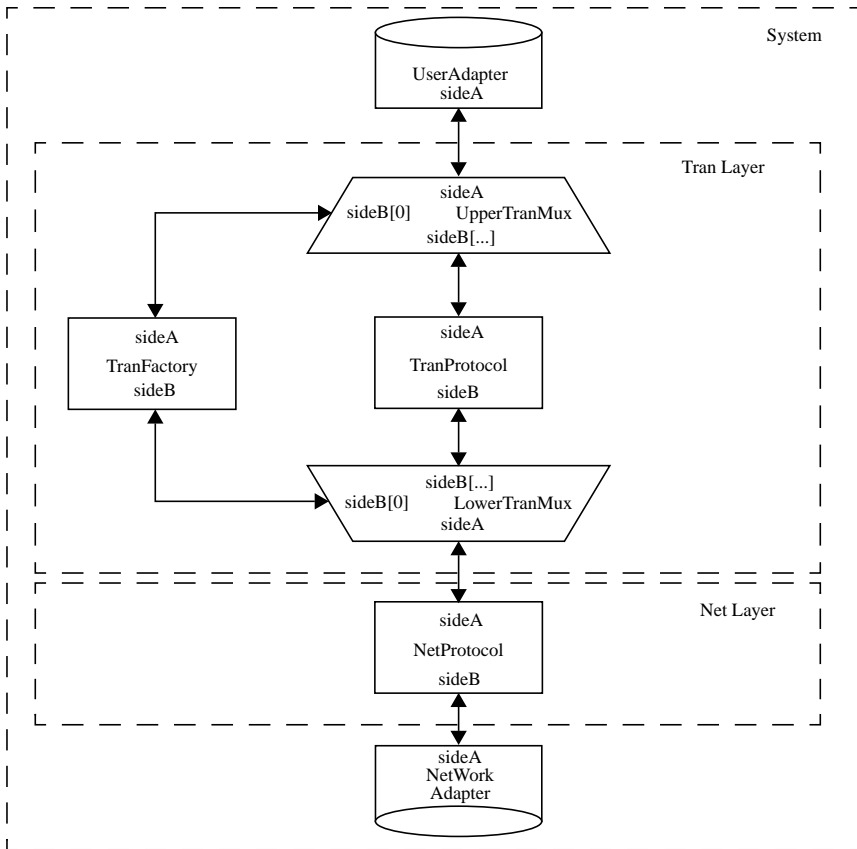 System
UserAdapter
sideA
Tran Layer
sideA
sideB[0] UpperTranMux
sideB[...]
sideA
TranFactory
sideB
sideA
TranProtocol
sideB
sideB[...]
sideB[0] LowerTranMux
sideA
Net Layer
sideA
NetProtocol
sideB
sideA
NetWork
Adapter